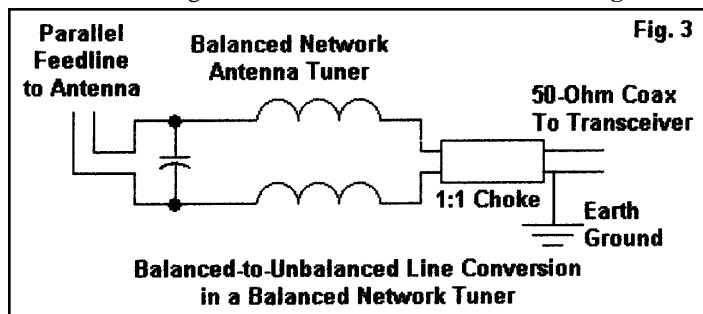 Fig. 3
Parallel
Feedline
to Antenna
Balanced Network
Antenna Tuner
50-Ohm Coax
To Transceiver
1:1 Choke
Earth
Ground
Balanced-to-Unbalanced Line Conversion
in a Balanced Network Tuner